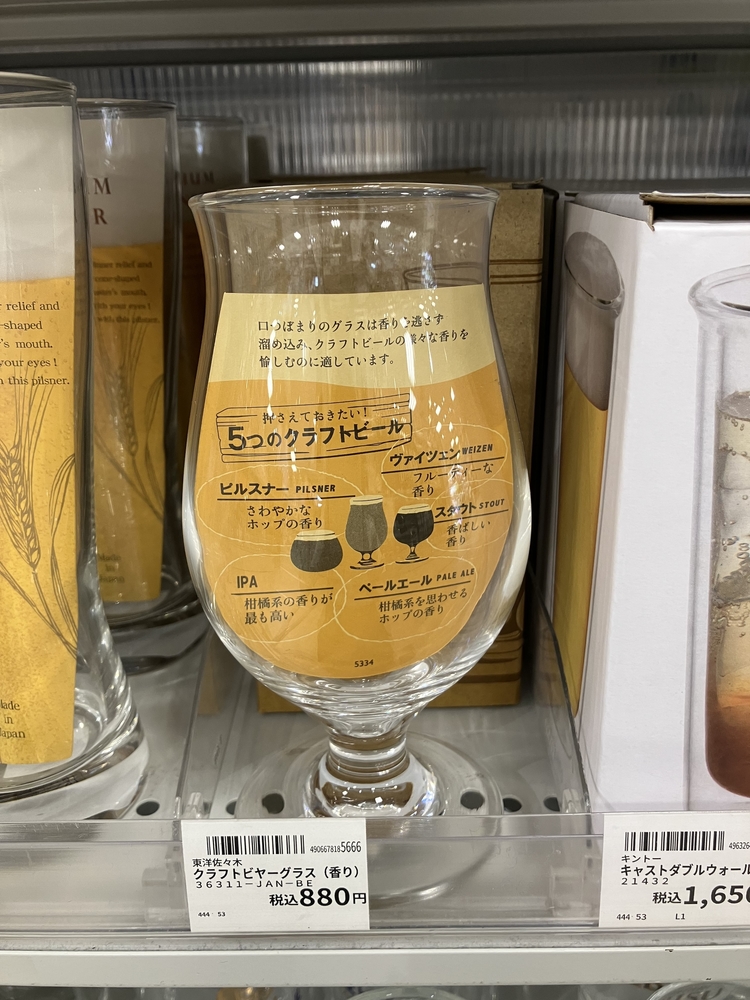 M
R
IUM
r relief and
-shaped
r's mouth.
your eyes !
n this pilsner.
Made
in
Japan
口つぼまりのグラスは香りを逃さず
溜め込み、クラフトビールの様々な香りを
愉しむのに適しています。
押さえておきたい!
5つのクラフトビール
ヴァイツェン WEIZEN
フルーティーな
香り
ピルスナー PILSNER
さわやかな
ホップの香り
スタウト STOUT
香ばしい
香り
IPA
柑橘系の香りが
最も高い
ペールエール PALE ALE
柑橘系を思わせる
ホップの香り
S334
4906678185666
東洋佐々木
クラフトビヤーグラス(香り)
36311-JAN-BE
税込880円
444 53
496326
キントー
キャストダブルウォール
21432
税込1,650
444 53 L1